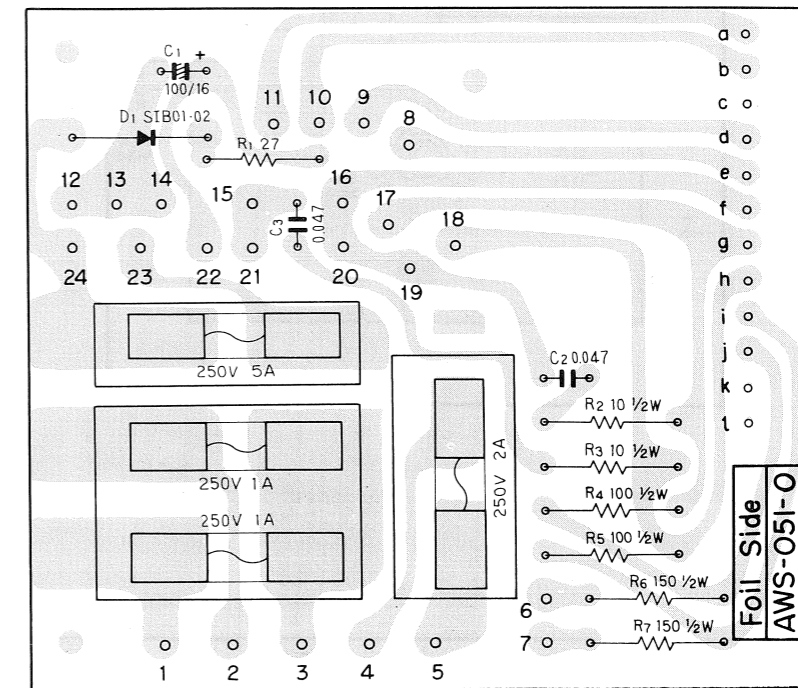 a
C1 +
100/16
b
c
11 10 9 8
D1 SIB01-02
d
R1 27
e
12 13 14 15 16 17 18
C3 0.047
f
g
24 23 22 21 20 19
h
i
250V 5A
C2 0.047
j
k
R2 10 ½W
l
R3 10 ½W
250V 1A
250V 2A
R4 100 ½W
250V 1A
R5 100 ½W
Foil Side
AWS-051-0
R6 150 ½W
6
R7 150 ½W
7
1 2 3 4 5